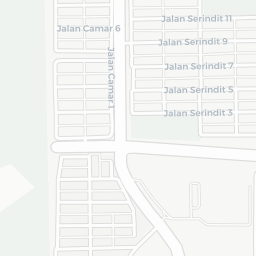 Jalan Serindit 11
Jalan Camar 6
Jalan Serindit 9
Jalan Camar 1
Jalan Serindit 7
Jalan Serindit 5
Jalan Serindit 3